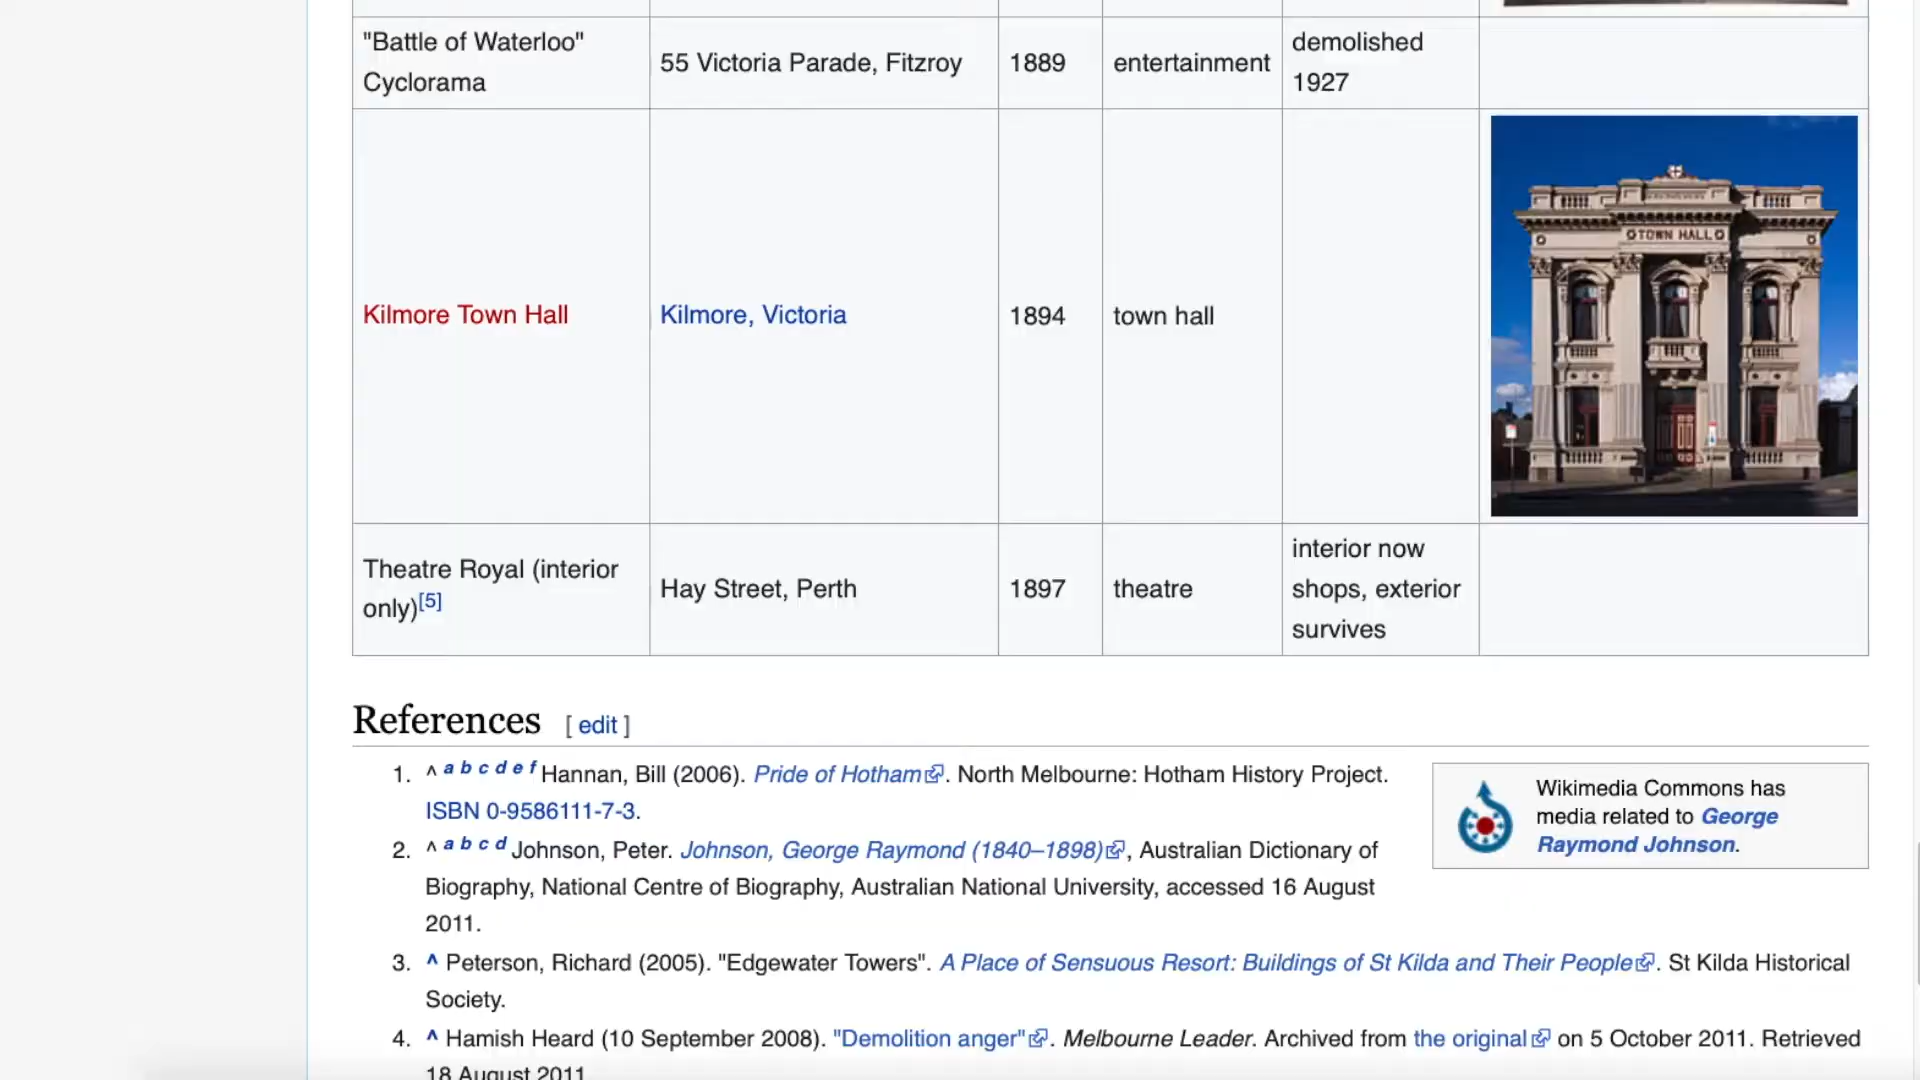 "Battle of Waterloo"
Cyclorama
55 Victoria Parade, Fitzroy
1889
entertainment
demolished
1927
Kilmore Town Hall
Kilmore, Victoria
1894
town hall
TOWN HALL
Theatre Royal (interior
only)[5]
Hay Street, Perth
1897
theatre
interior now
shops, exterior
survives
References [ edit ]
1. ^ a b c d e f Hannan, Bill (2006). Pride of Hotham. North Melbourne: Hotham History Project.
ISBN 0-9586111-7-3.
2. ^ a b c d Johnson, Peter. Johnson, George Raymond (1840–1898), Australian Dictionary of
Biography, National Centre of Biography, Australian National University, accessed 16 August
2011.
3. ^ Peterson, Richard (2005). "Edgewater Towers". A Place of Sensuous Resort: Buildings of St Kilda and Their People. St Kilda Historical
Society.
4. ^ Hamish Heard (10 September 2008). "Demolition anger". Melbourne Leader. Archived from the original on 5 October 2011. Retrieved
18 August 2011
Wikimedia Commons has
media related to George
Raymond Johnson.